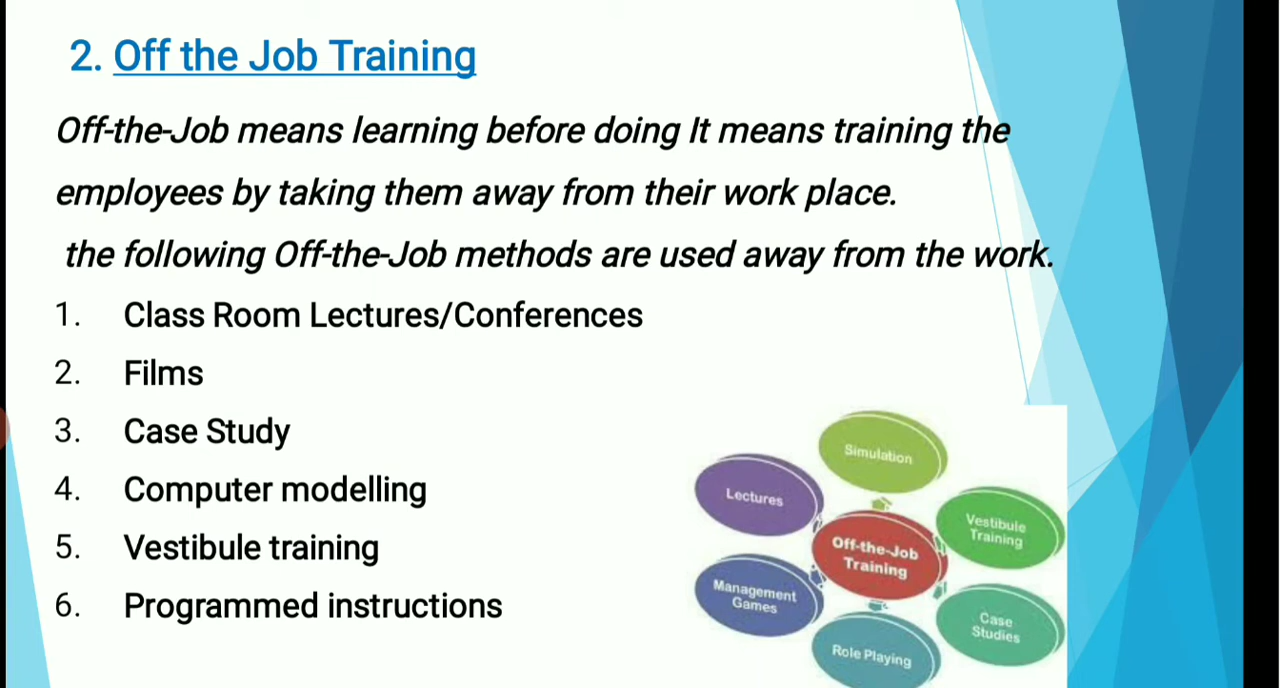 2. Off the Job Training
Off-the-Job means learning before doing It means training the
employees by taking them away from their work place.
the following Off-the-Job methods are used away from the work.
1. Class Room Lectures/Conferences
2. Films
3. Case Study
4. Computer modelling
5. Vestibule training
6. Programmed instructions
Simulation
Lectures
Vestibule
Training
Off-the-Job
Training
Management
Games
Case
Studies
Role Playing